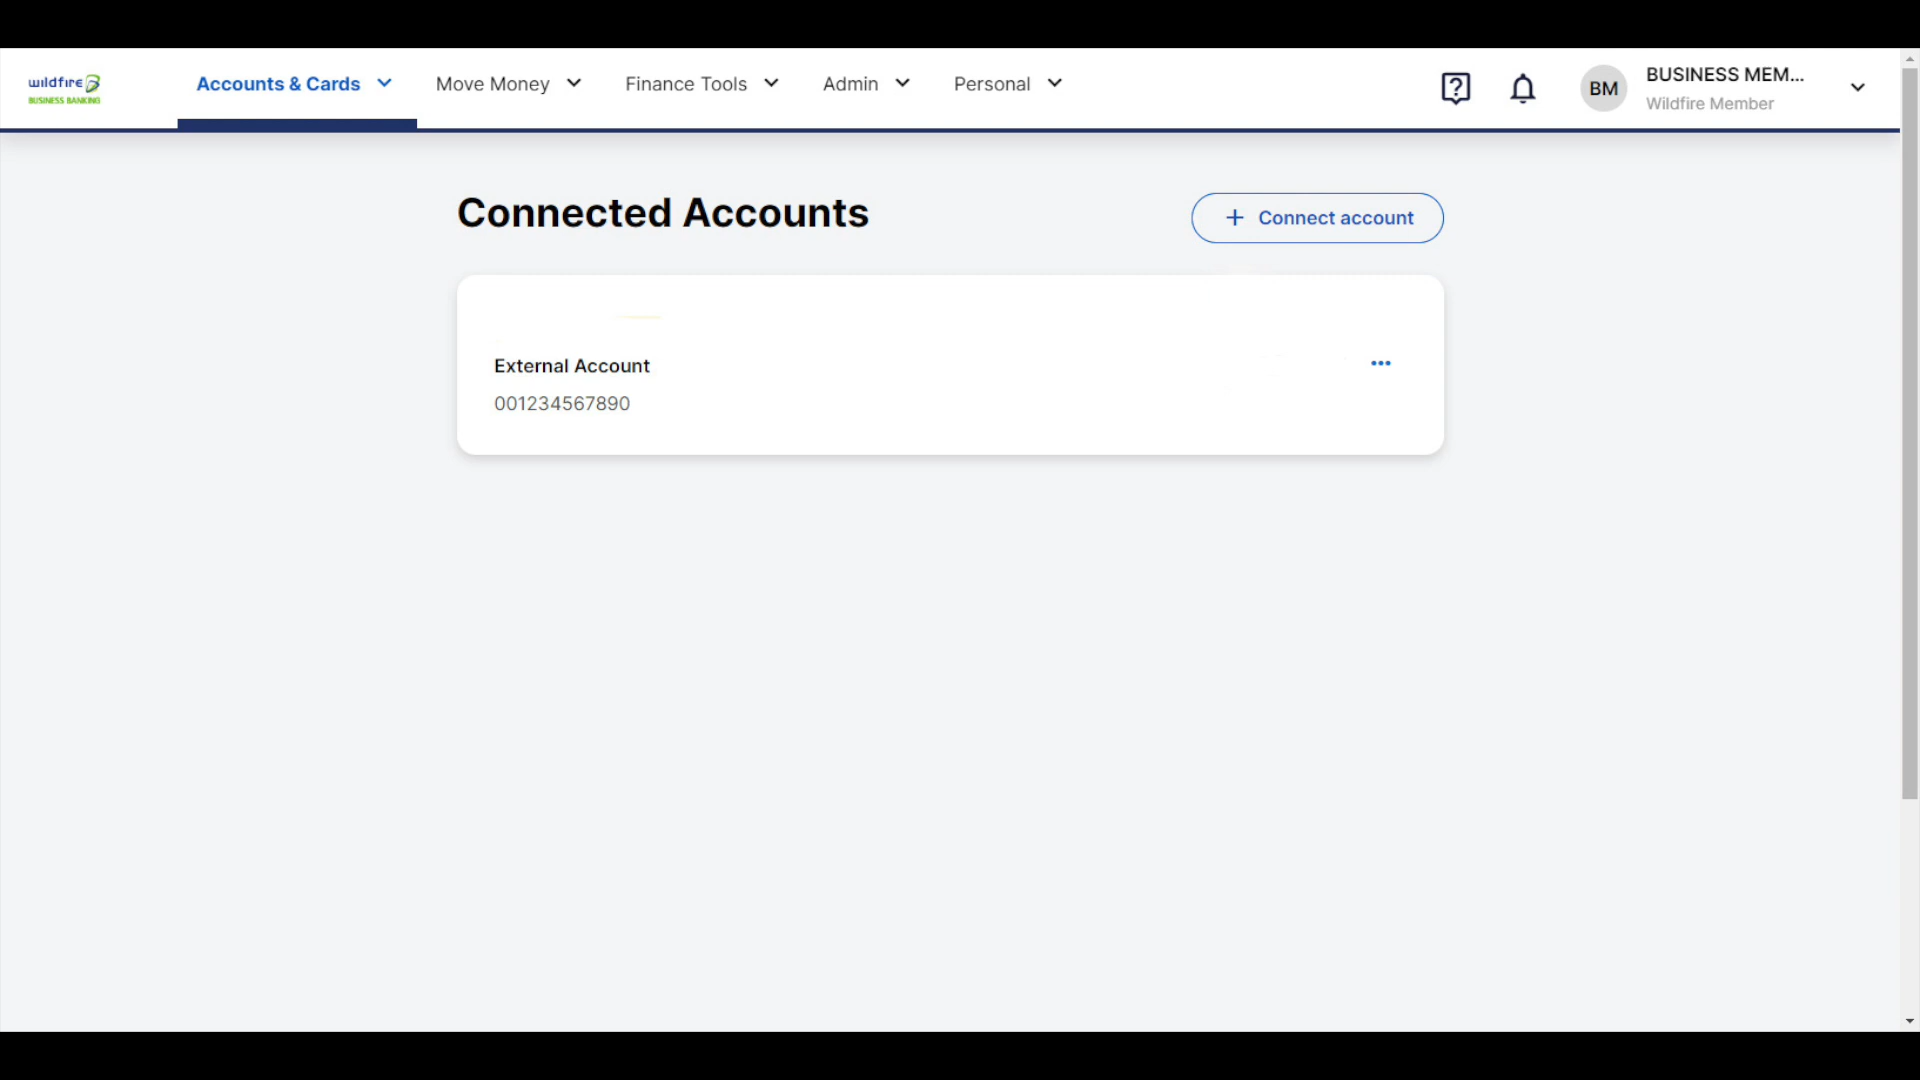 wildfire
BUSINESS BANKING
Accounts & Cards
Move Money
Finance Tools
Admin
Personal
BM
BUSINESS MEM...
Wildfire Member
Connected Accounts
+ Connect account
External Account
001234567890